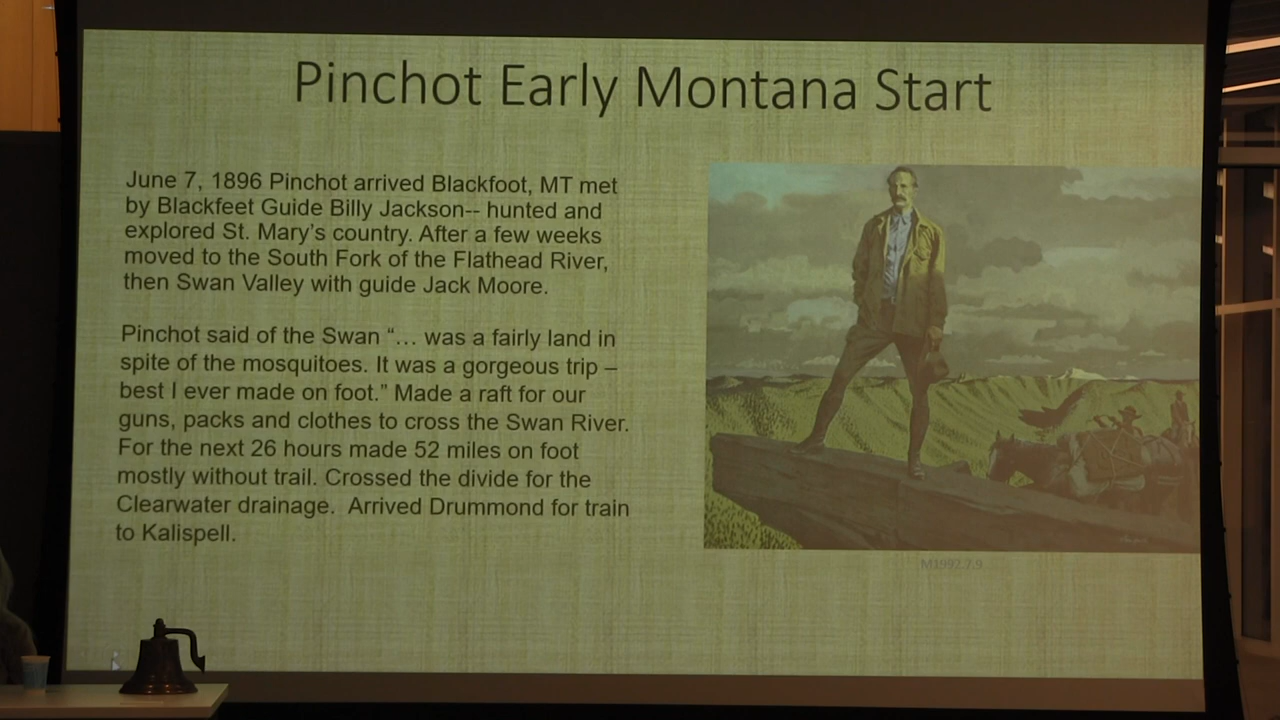 Pinchot Early Montana Start
June 7, 1896 Pinchot arrived Blackfoot, MT met
by Blackfeet Guide Billy Jackson-- hunted and
explored St. Mary's country. After a few weeks
moved to the South Fork of the Flathead River,
then Swan Valley with guide Jack Moore.
Pinchot said of the Swan “… was a fairly land in
spite of the mosquitoes. It was a gorgeous trip –
best I ever made on foot.” Made a raft for our
guns, packs and clothes to cross the Swan River.
For the next 26 hours made 52 miles on foot
mostly without trail. Crossed the divide for the
Clearwater drainage. Arrived Drummond for train
to Kalispell.
M1992.7.9